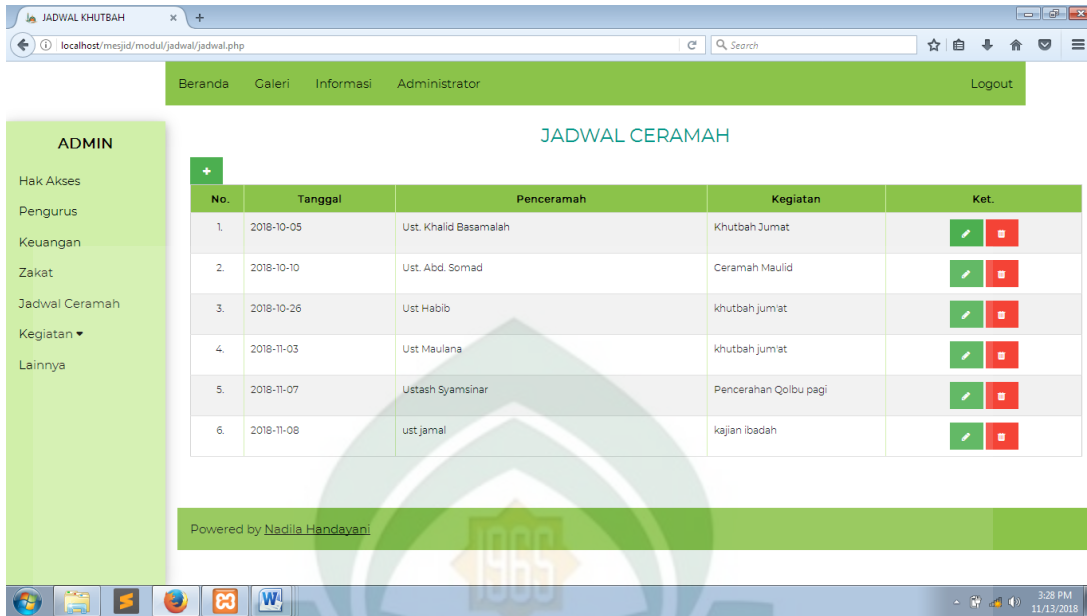 JADWAL KHUTBAH
localhost/mesjid/modul/jadwal/jadwal.php
Search
Beranda Galeri Informasi Administrator Logout
ADMIN
Hak Akses
Pengurus
Keuangan
Zakat
Jadwal Ceramah
Kegiatan
Lainnya
JADWAL CERAMAH
No. Tanggal Penceramah Kegiatan Ket.
1. 2018-10-05 Ust. Khalid Basamalah Khutbah Jumat
2. 2018-10-10 Ust. Abd. Somad Ceramah Maulid
3. 2018-10-26 Ust Habib khutbah jum'at
4. 2018-11-03 Ust Maulana khutbah jum'at
5. 2018-11-07 Ustash Syamsinar Pencerahan Qolbu pagi
6. 2018-11-08 ust jamal kajian ibadah
Powered by Nadila Handayani
1965
3:28 PM
11/13/2018